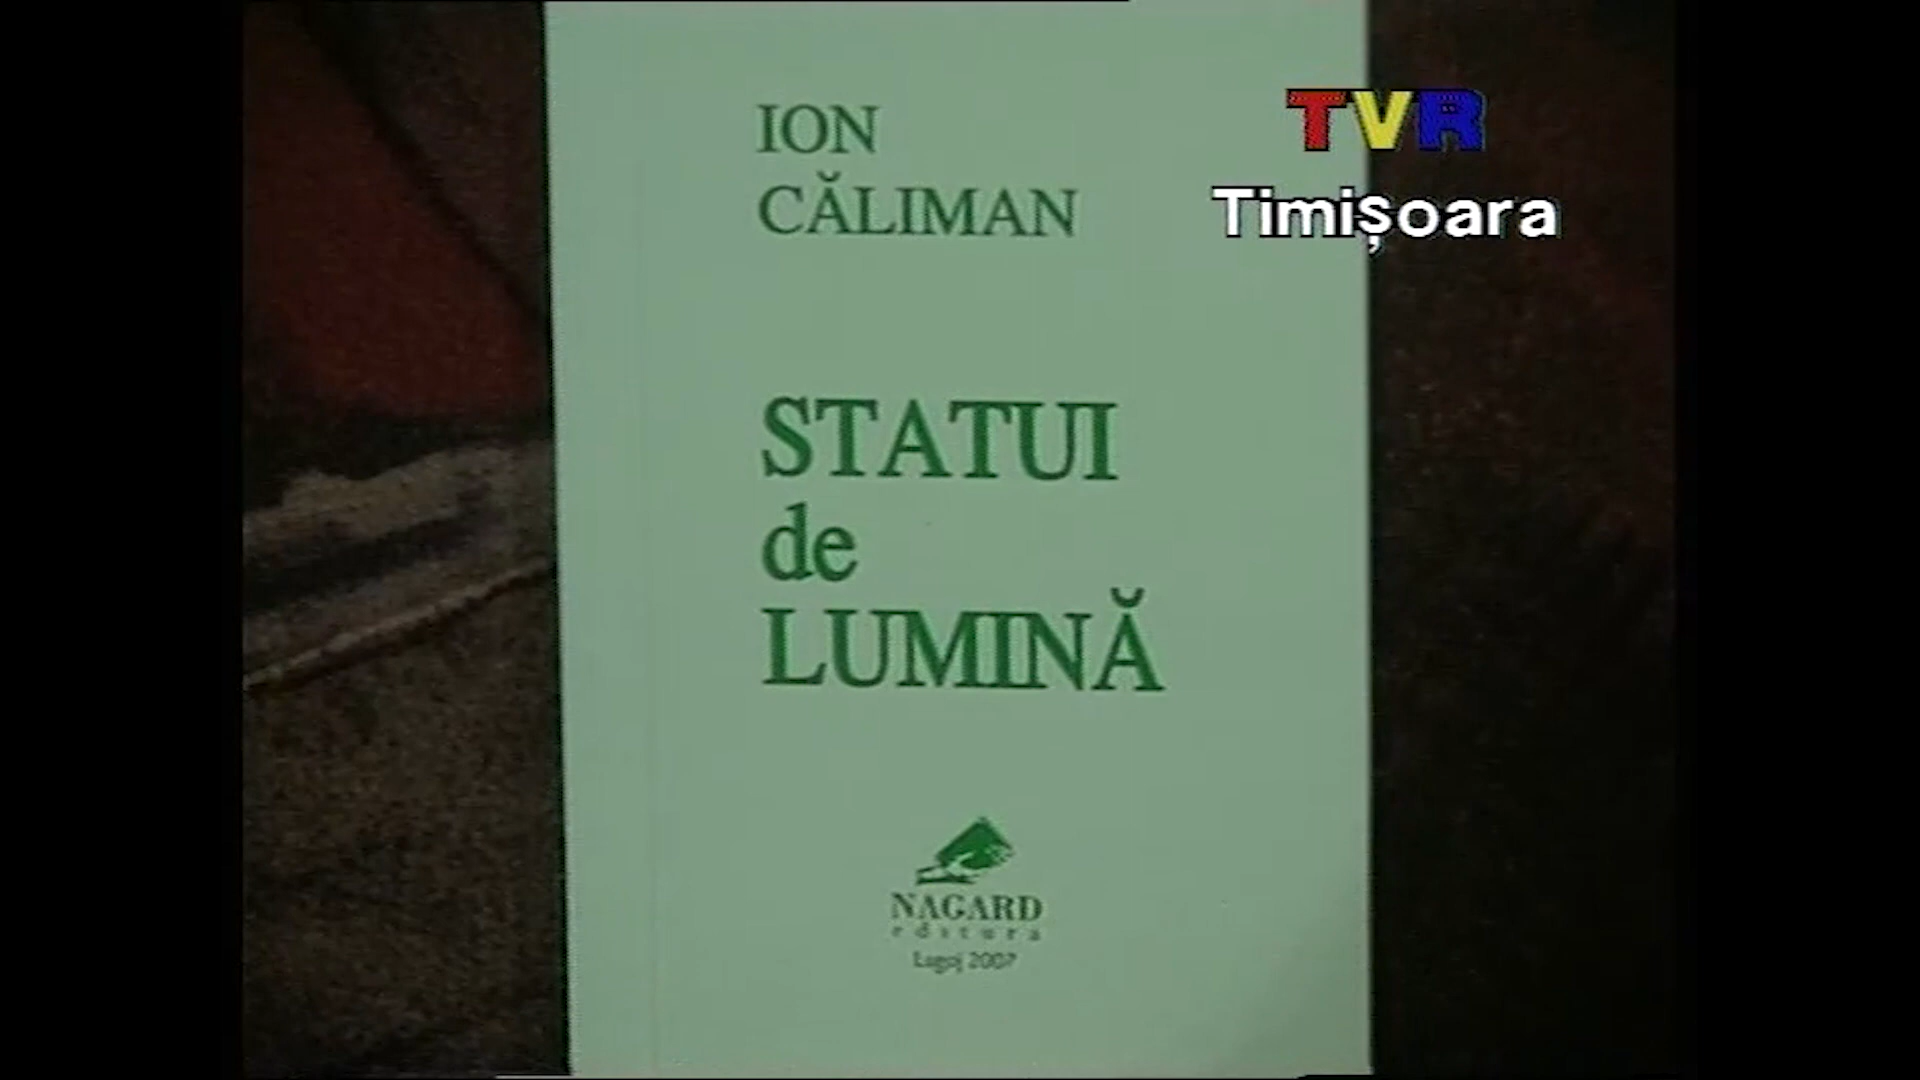 ION
CĂLIMAN
TVR
Timișoara
STATUI
de
LUMINĂ
NAGARD
editura
Lugoj 2007